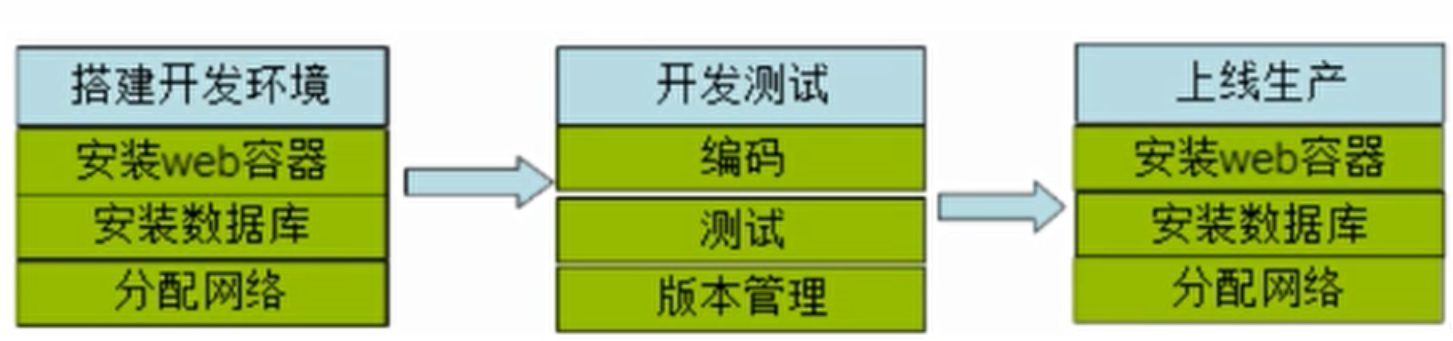 搭建开发环境
安装web容器
安装数据库
分配网络
开发测试
编码
测试
版本管理
上线生产
安装web容器
安装数据库
分配网络